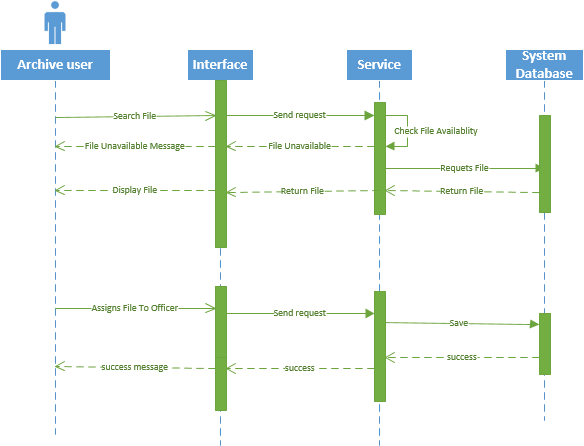 Archive user
Interface
Service
System
Database
Search File
Send request
Check File Availablity
File Unavailable Message
File Unavailable
Requets File
Display File
Return File
Return File
Assigns File To Officer
Send request
Save
success message
success
success